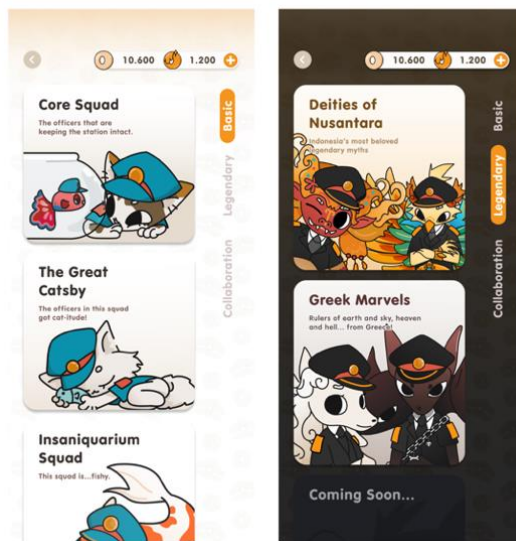 10.600
1.200
Core Squad
The officers that are
keeping the station intact.
Basic
Legendary
Collaboration
The Great
Catsby
The officers in this squad
got cat-itude!
Insaniquarium
Squad
This squad is...fishy.
10.600
1.200
Deities of
Nusantara
Indonesia's most beloved
legendary myths
Basic
Legendary
Collaboration
Greek Marvels
Rulers of earth and sky, heaven
and hell... from Greece!
Coming Soon...